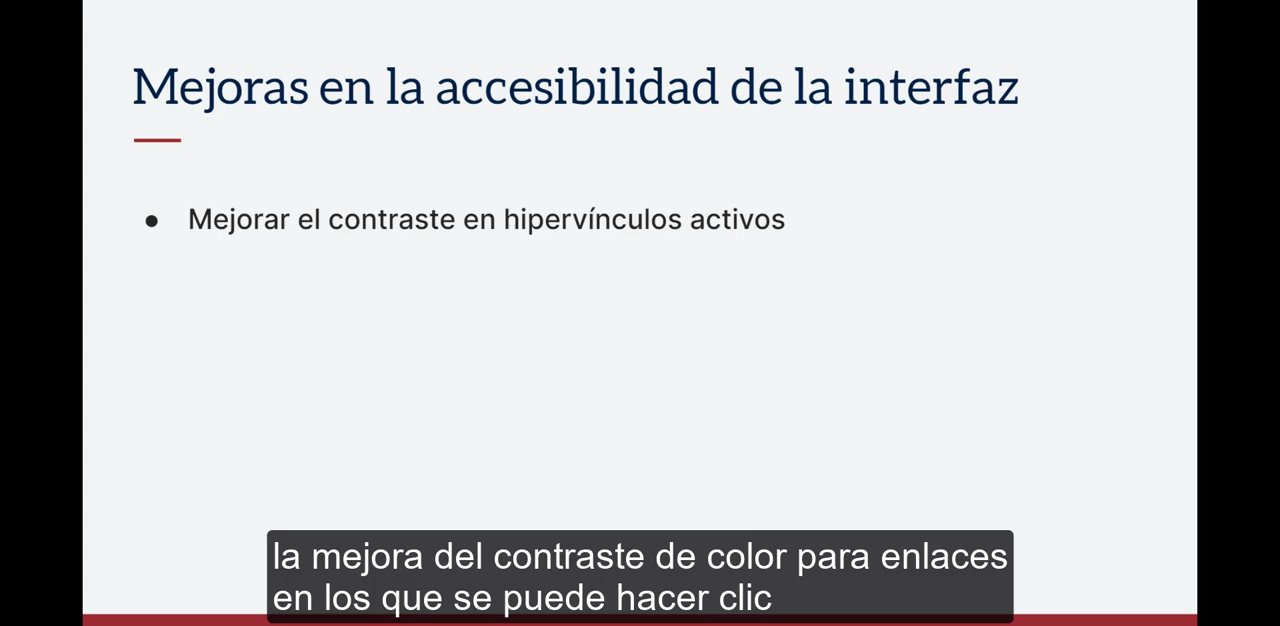 Mejoras en la accesibilidad de la interfaz
● Mejorar el contraste en hipervínculos activos
la mejora del contraste de color para enlaces
en los que se puede hacer clic